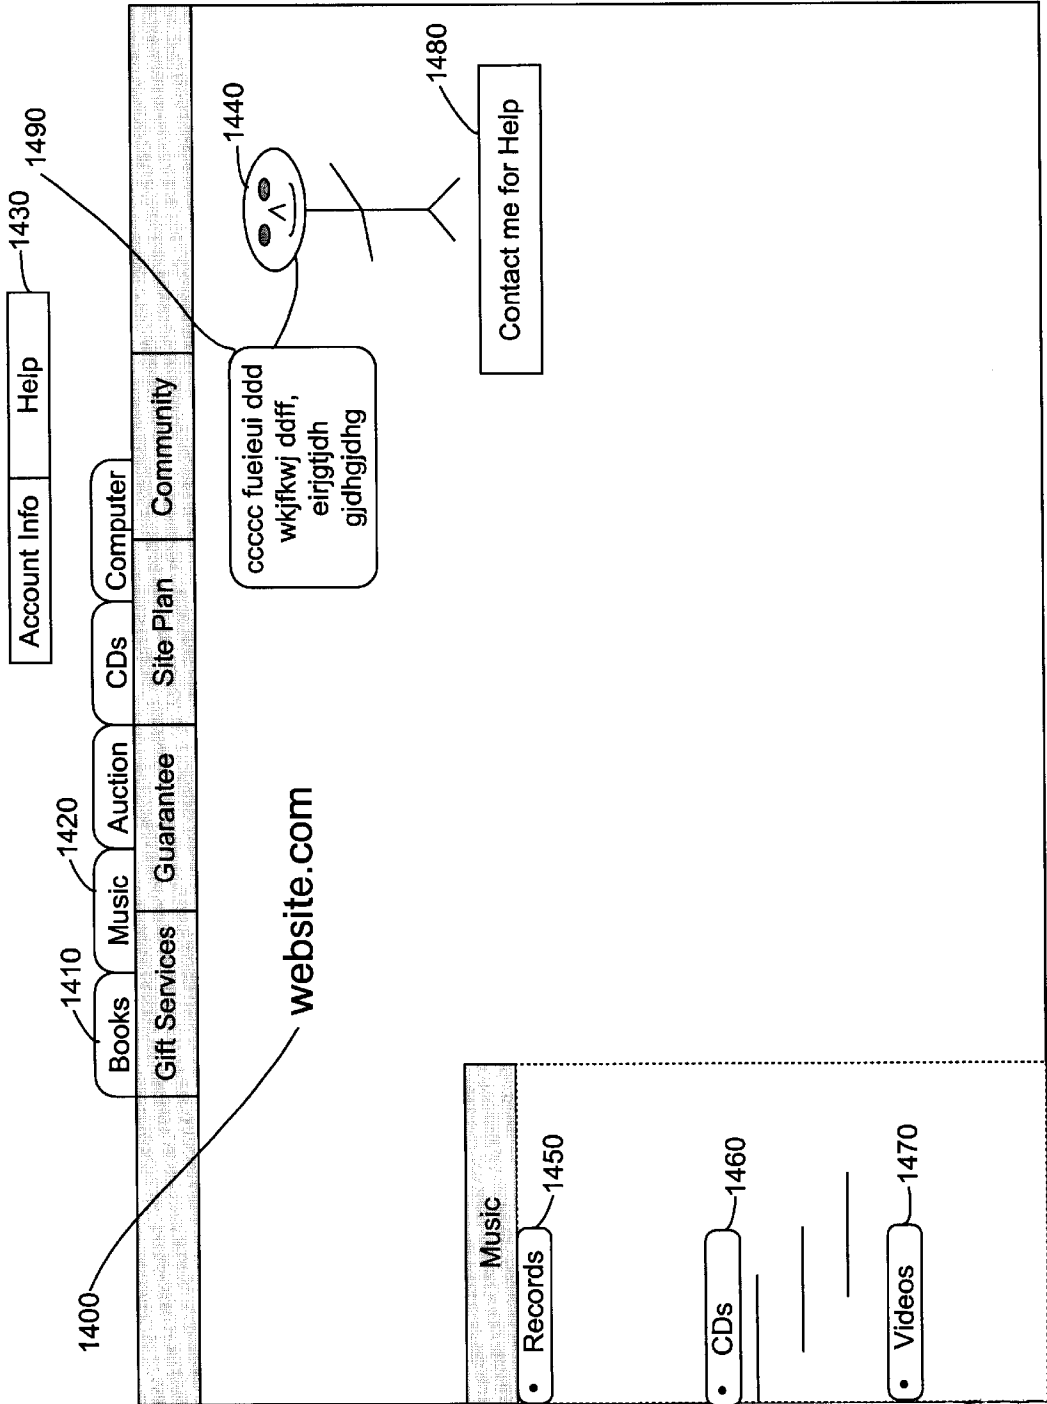 1430
1490
Account Info Help
1410
1420
Books Music Auction CDs Computer
Gift Services Guarantee Site Plan Community
1400
website.com
1440
ccccc fueieui ddd
wkjfkwj ddff,
eirjgtjdh
gjdhgjdhg
1480
Contact me for Help
Music
• Records
1450
• CDs
1460
• Videos
1470